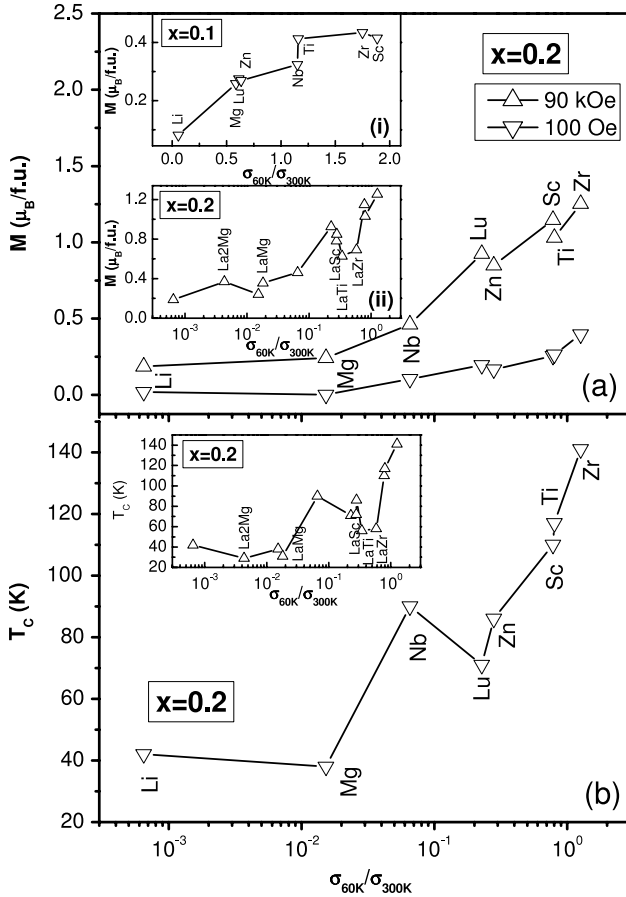 2.5
2.0
1.5
1.0
0.5
0.0
M (μB/f.u.)
x=0.2
90 kOe
100 Oe
Li
Mg
Nb
Lu
Zn
Sc
Ti
Zr
(a)
x=0.1
0.4
0.2
0.0
M (μB/f.u.)
Li
Mg
Lu
Zn
Nb
Ti
Zr
Sc
(i)
0.0 0.5 1.0 1.5 2.0
σ60K/σ300K
x=0.2
1.2
0.8
0.4
0.0
M (μB/f.u.)
La2Mg
LaMg
LaSc
LaTi
LaZr
(ii)
10-3 10-2 10-1 100
σ60K/σ300K
140
120
100
80
60
40
20
TC (K)
x=0.2
140
120
100
80
60
40
20
TC (K)
La2Mg
LaMg
LaSc
LaTi
LaZr
10-3 10-2 10-1 100
σ60K/σ300K
x=0.2
Li
Mg
Nb
Lu
Zn
Sc
Ti
Zr
(b)
10-3 10-2 10-1 100
σ60K/σ300K